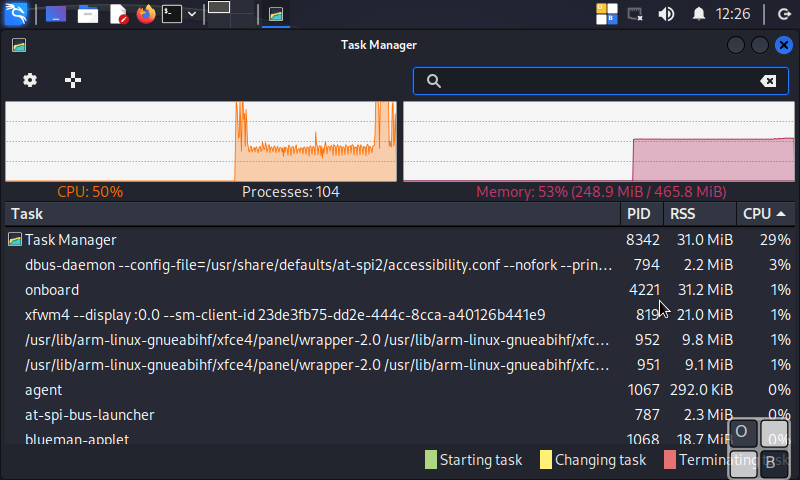 12:26
Task Manager
CPU: 50% Processes: 104 Memory: 53% (248.9 MiB / 465.8 MiB)
Task PID RSS CPU
Task Manager 8342 31.0 MiB 29%
dbus-daemon --config-file=/usr/share/defaults/at-spi2/accessibility.conf --nofork --prin... 794 2.2 MiB 3%
onboard 4221 31.2 MiB 1%
xfwm4 --display :0.0 --sm-client-id 23de3fb75-dd2e-444c-8cca-a40126b441e9 819 21.0 MiB 1%
/usr/lib/arm-linux-gnueabihf/xfce4/panel/wrapper-2.0 /usr/lib/arm-linux-gnueabihf/xfc... 952 9.8 MiB 1%
/usr/lib/arm-linux-gnueabihf/xfce4/panel/wrapper-2.0 /usr/lib/arm-linux-gnueabihf/xfc... 951 9.1 MiB 1%
agent 1067 292.0 KiB 0%
at-spi-bus-launcher 787 2.3 MiB 0%
blueman-applet 1068 18.7 MiB 0%
Starting task Changing task Terminating task
O
B